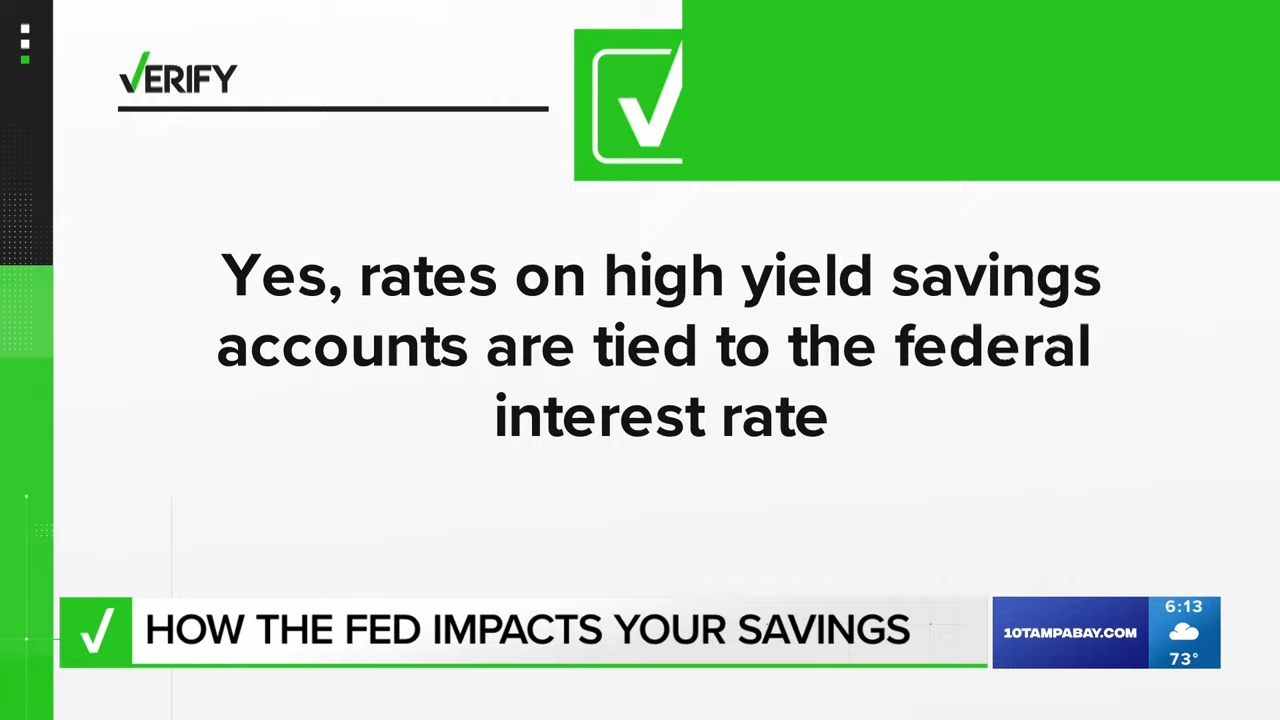 VERIFY
Yes, rates on high yield savings
accounts are tied to the federal
interest rate
HOW THE FED IMPACTS YOUR SAVINGS
10TAMPABAY.COM
6:13
73°